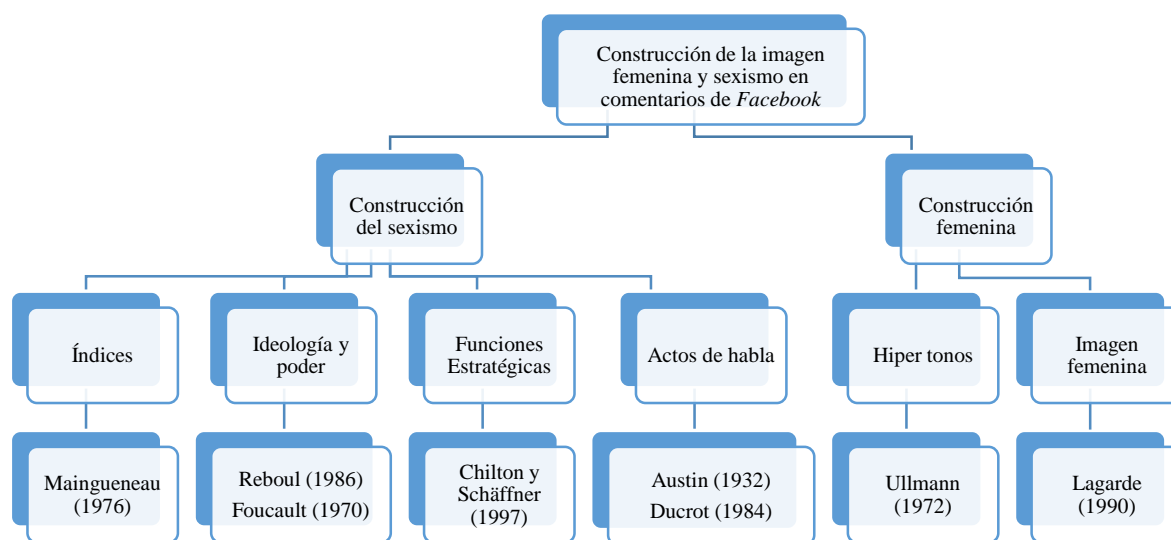 Construcción de la imagen
femenina y sexismo en
comentarios de Facebook
Construcción
del sexismo
Construcción
femenina
Índices
Ideología y
poder
Funciones
Estratégicas
Actos de habla
Hiper tonos
Imagen
femenina
Maingueneau
(1976)
Reboul (1986)
Foucault (1970)
Chilton y
Schäffner
(1997)
Austin (1932)
Ducrot (1984)
Ullmann
(1972)
Lagarde
(1990)